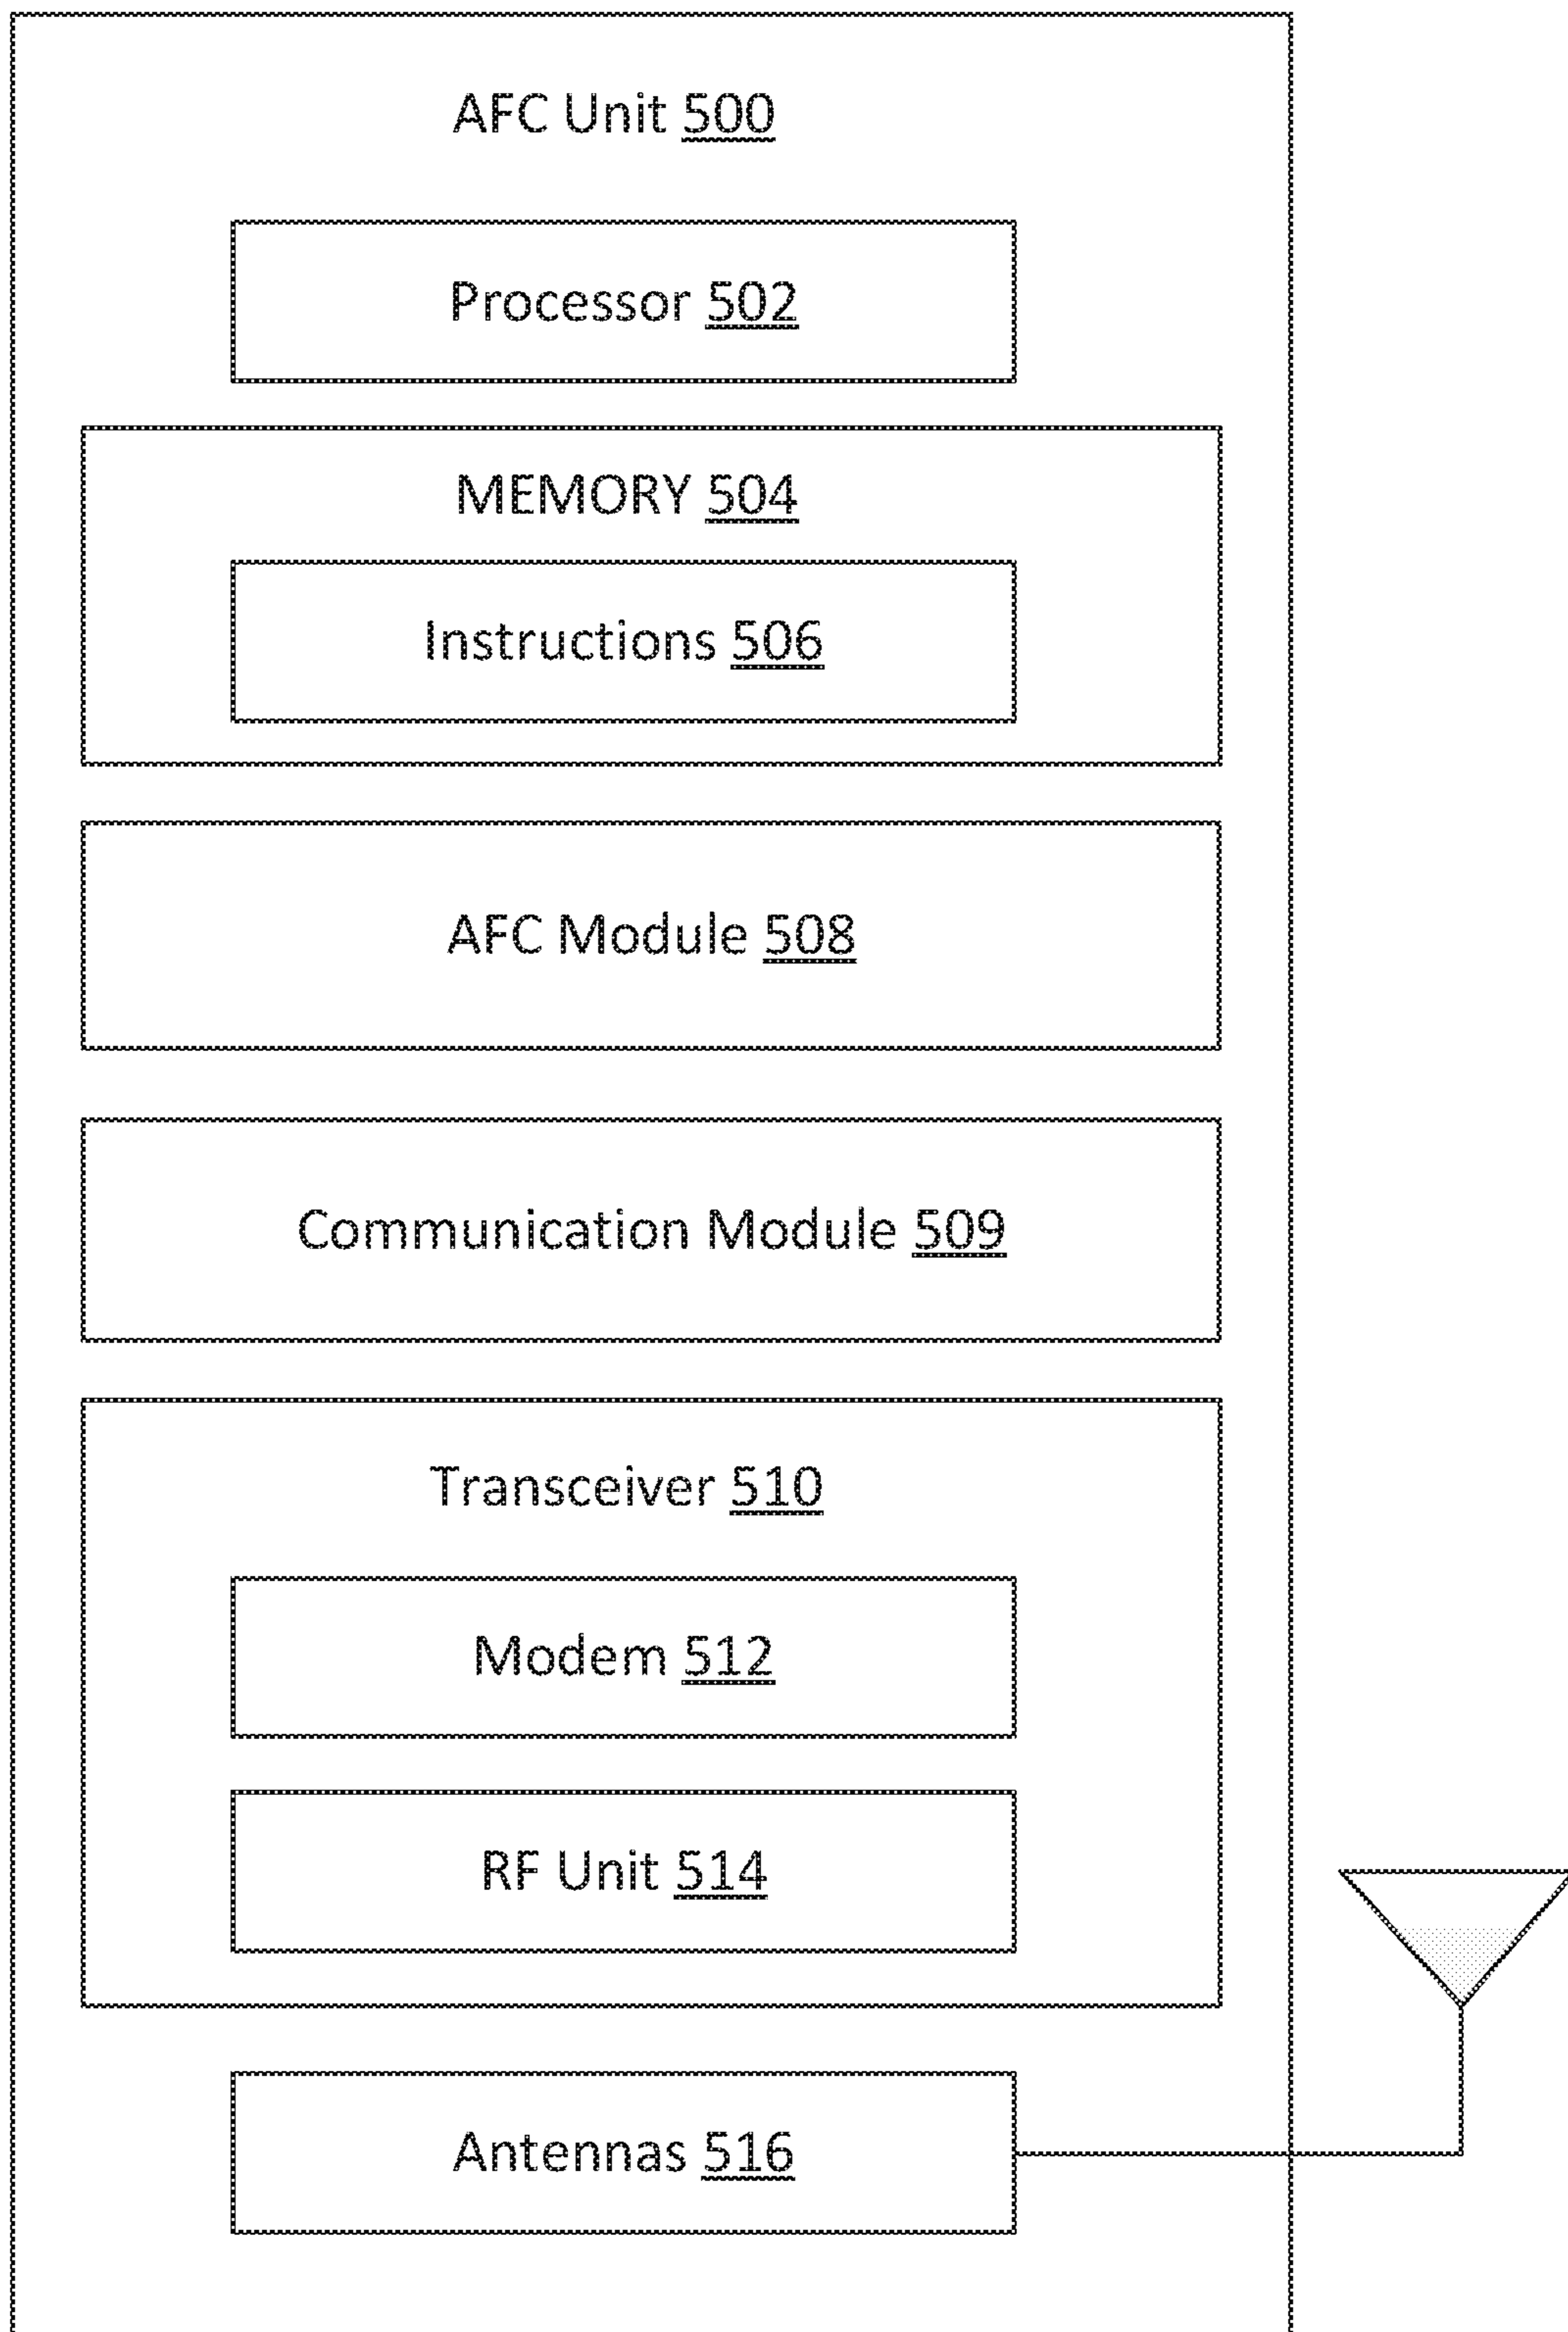 AFC Unit 500
Processor 502
MEMORY 504
Instructions 506
AFC Module 508
Communication Module 509
Transceiver 510
Modem 512
RF Unit 514
Antennas 516